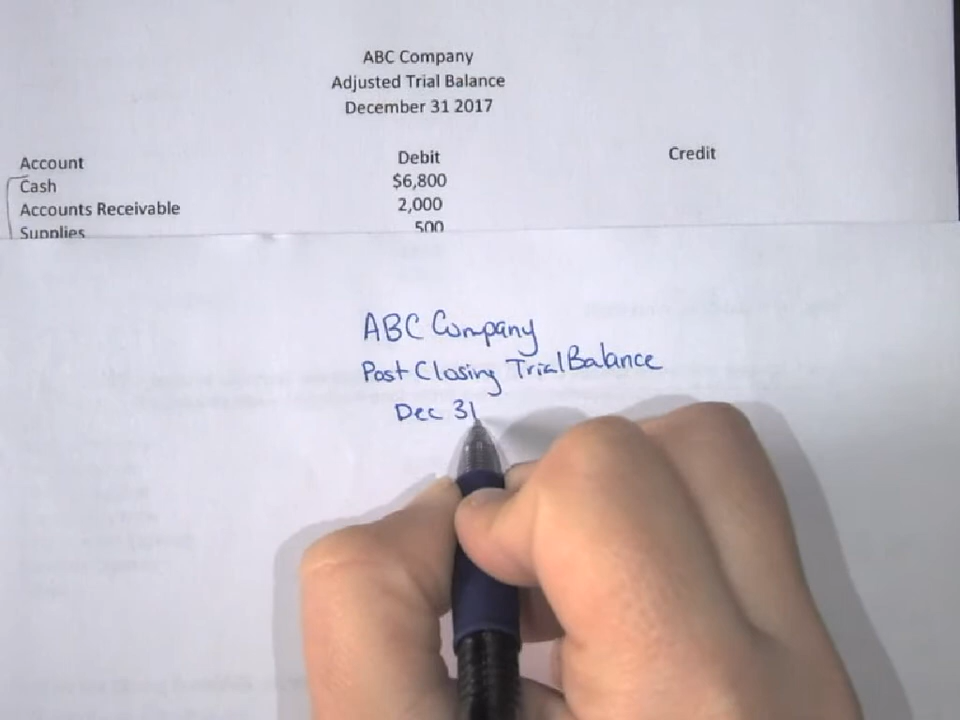 ABC Company
Adjusted Trial Balance
December 31 2017
Account Debit Credit
Cash $6,800
Accounts Receivable 2,000
Supplies 500
ABC Company
Post Closing Trial Balance
Dec 31